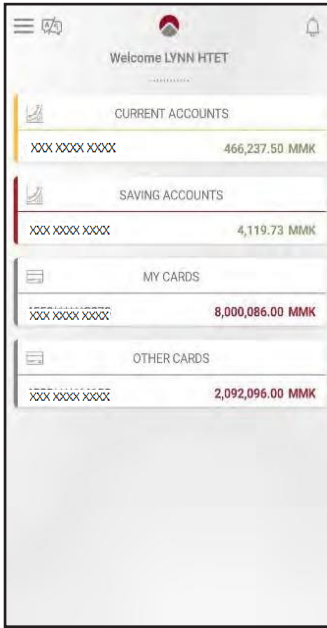 Welcome LYNN HTET
CURRENT ACCOUNTS
XXX XXXX XXXX 466,237.50 MMK
SAVING ACCOUNTS
XXX XXXX XXXX 4,119.73 MMK
MY CARDS
XXX XXXX XXXX 8,000,086.00 MMK
OTHER CARDS
XXX XXXX XXXX 2,092,096.00 MMK